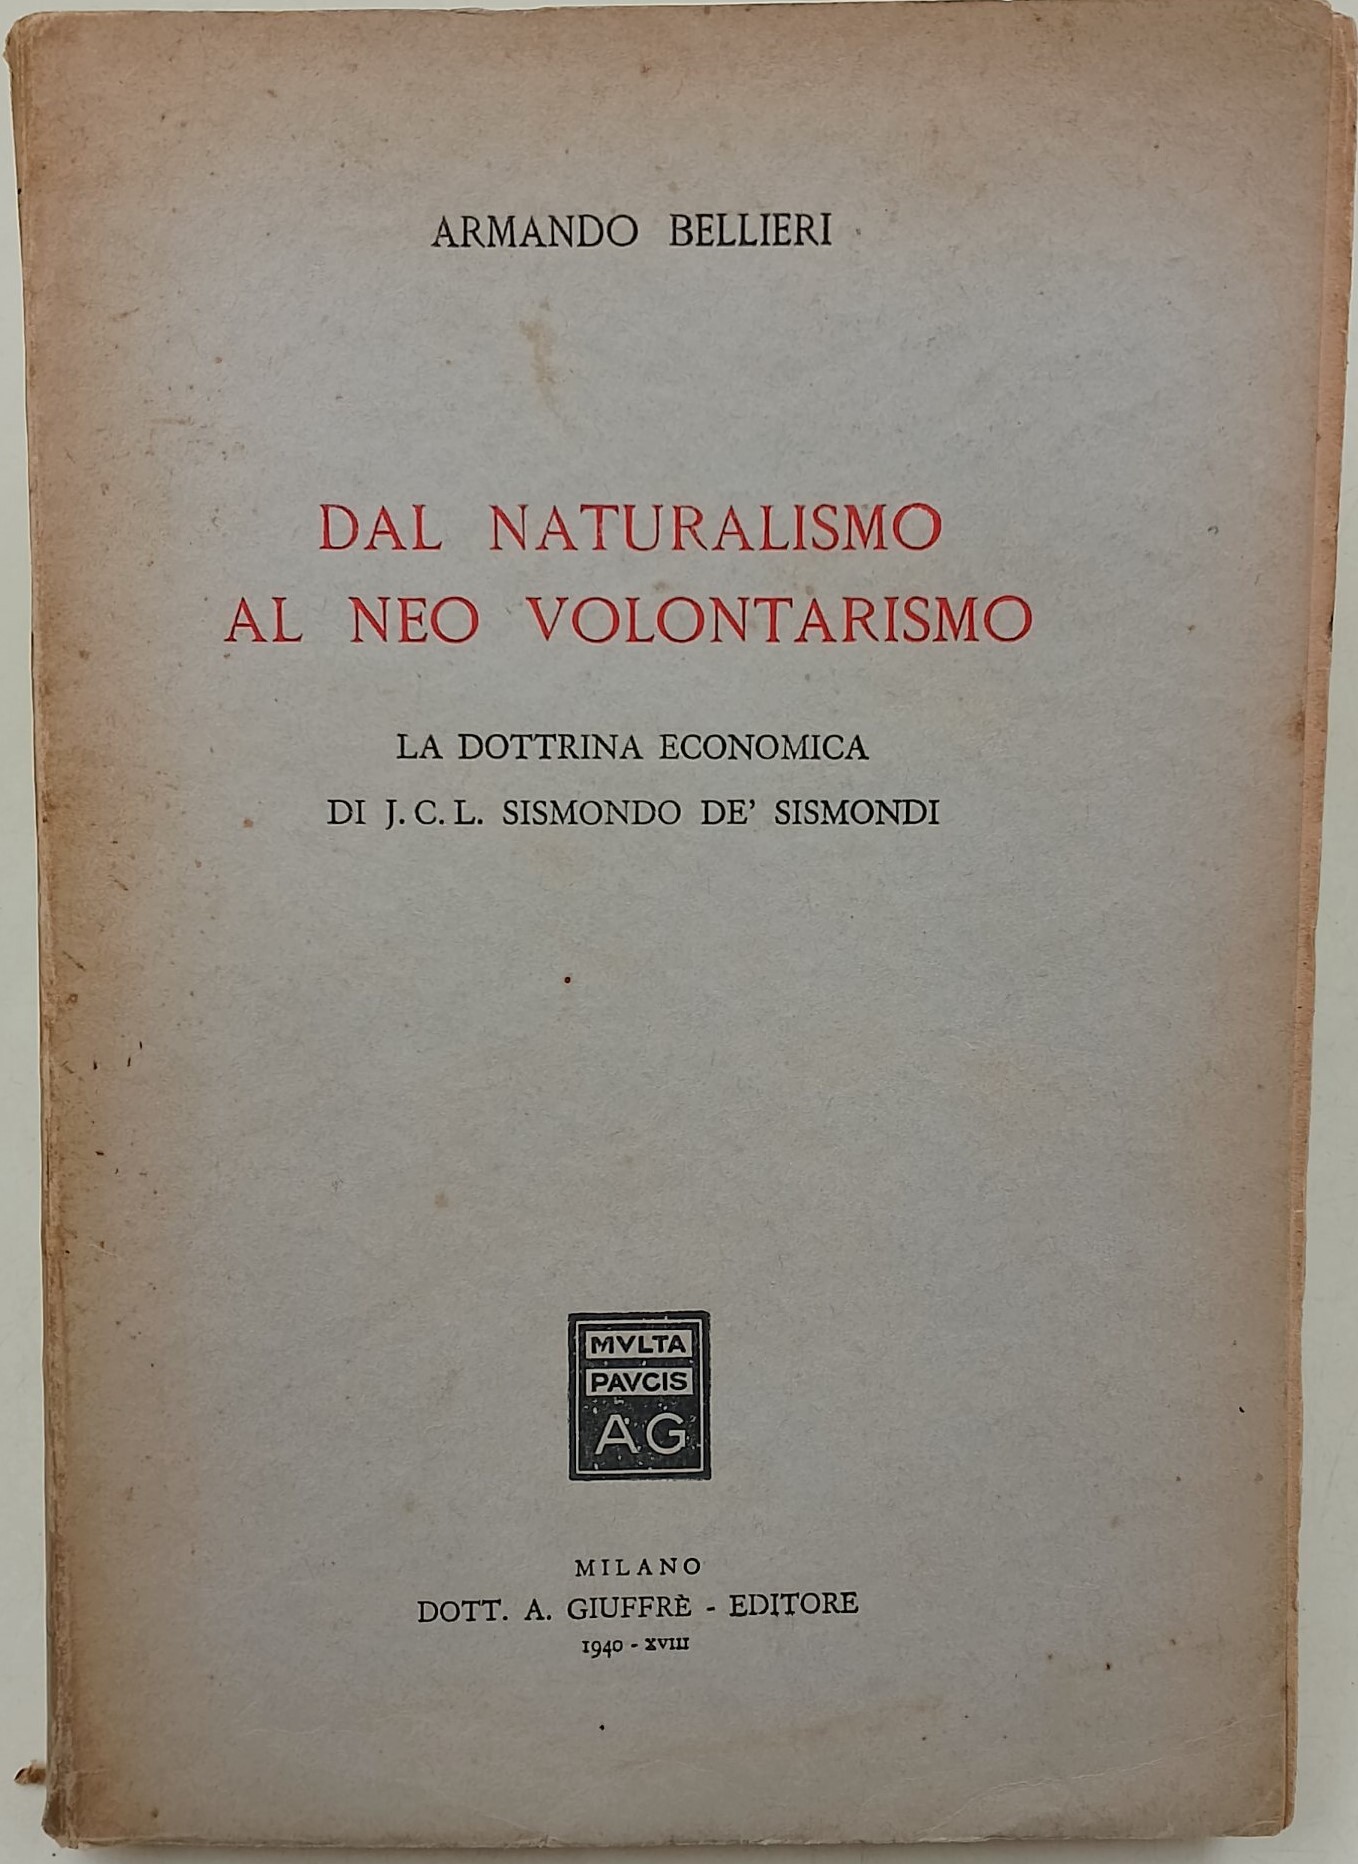 ARMANDO BELLIERI
DAL NATURALISMO
AL NEO VOLONTARISMO
LA DOTTRINA ECONOMICA
DI J. C. L. SISMONDO DE' SISMONDI
MVLTA
PAVCIS
AG
MILANO
DOTT. A. GIUFFRÈ - EDITORE
1940 - XVIII